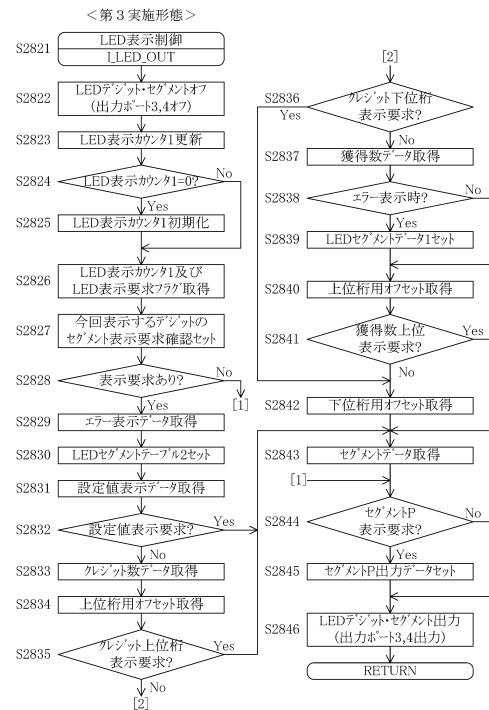 ＜第３実施形態＞
S2821
LED表示制御
I_LED_OUT
S2822
LEDデジット・セグメントオフ
(出力ポート3,4オフ)
S2823
LED表示カウンタ1更新
S2824
LED表示カウンタ1=0?
No
Yes
S2825
LED表示カウンタ1初期化
S2826
LED表示カウンタ1及び
LED表示要求フラグ取得
S2827
今回表示するデジットの
セグメント表示要求確認セット
S2828
表示要求あり?
No
[1]
Yes
S2829
エラー表示データ取得
S2830
LEDセグメントテーブル2セット
S2831
設定値表示データ取得
S2832
設定値表示要求?
Yes
No
S2833
クレジット数データ取得
S2834
上位桁用オフセット取得
S2835
クレジット上位桁
表示要求?
Yes
No
[2]
[2]
S2836
クレジット下位桁
表示要求?
Yes
No
S2837
獲得数データ取得
S2838
エラー表示時?
No
Yes
S2839
LEDセグメントデータ1セット
S2840
上位桁用オフセット取得
S2841
獲得数上位
表示要求?
Yes
No
S2842
下位桁用オフセット取得
S2843
セグメントデータ取得
[1]
S2844
セグメントP
表示要求?
No
Yes
S2845
セグメントP出力データセット
S2846
LEDデジット・セグメント出力
(出力ポート3,4出力)
RETURN